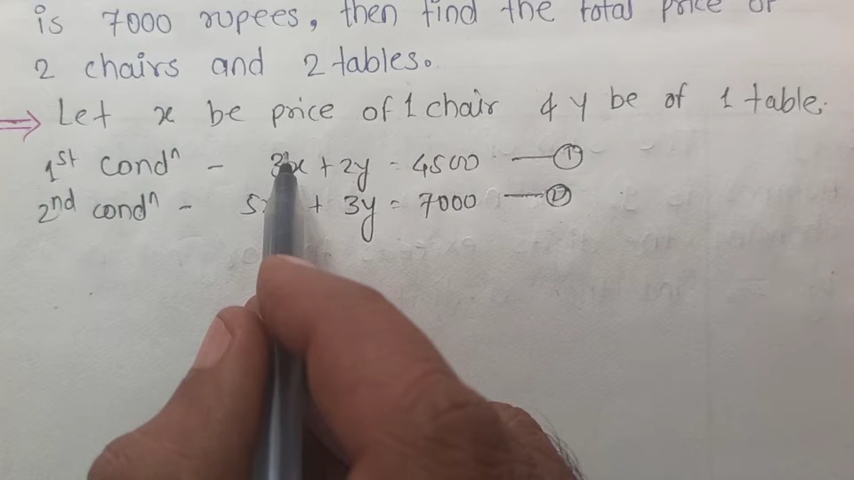 is 7000 rupees, then find the total price of
2 chairs and 2 tables.
⇒ Let x be price of 1 chair & y be of 1 table.
1st condn - 3x + 2y = 4500 — 1
2nd condn - 5x + 3y = 7000 — 2